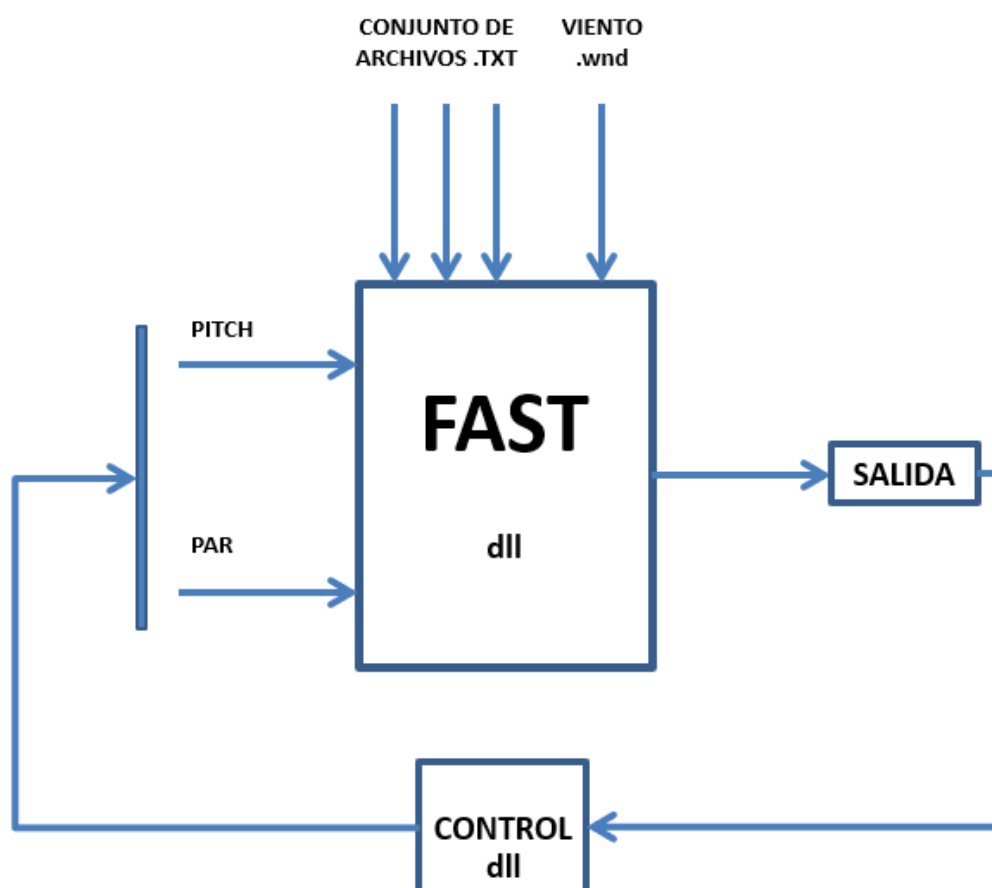 CONJUNTO DE
ARCHIVOS .TXT
VIENTO
.wnd
PITCH
FAST
dll
PAR
SALIDA
CONTROL
dll